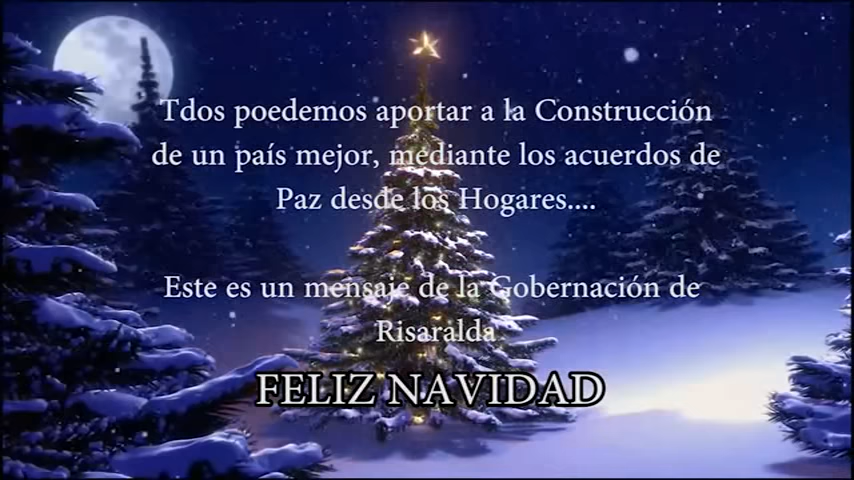 Tdos poedemos aportar a la Construcción
de un país mejor, mediante los acuerdos de
Paz desde los Hogares....
Este es un mensaje de la Gobernación de
Risaralda
FELIZ NAVIDAD